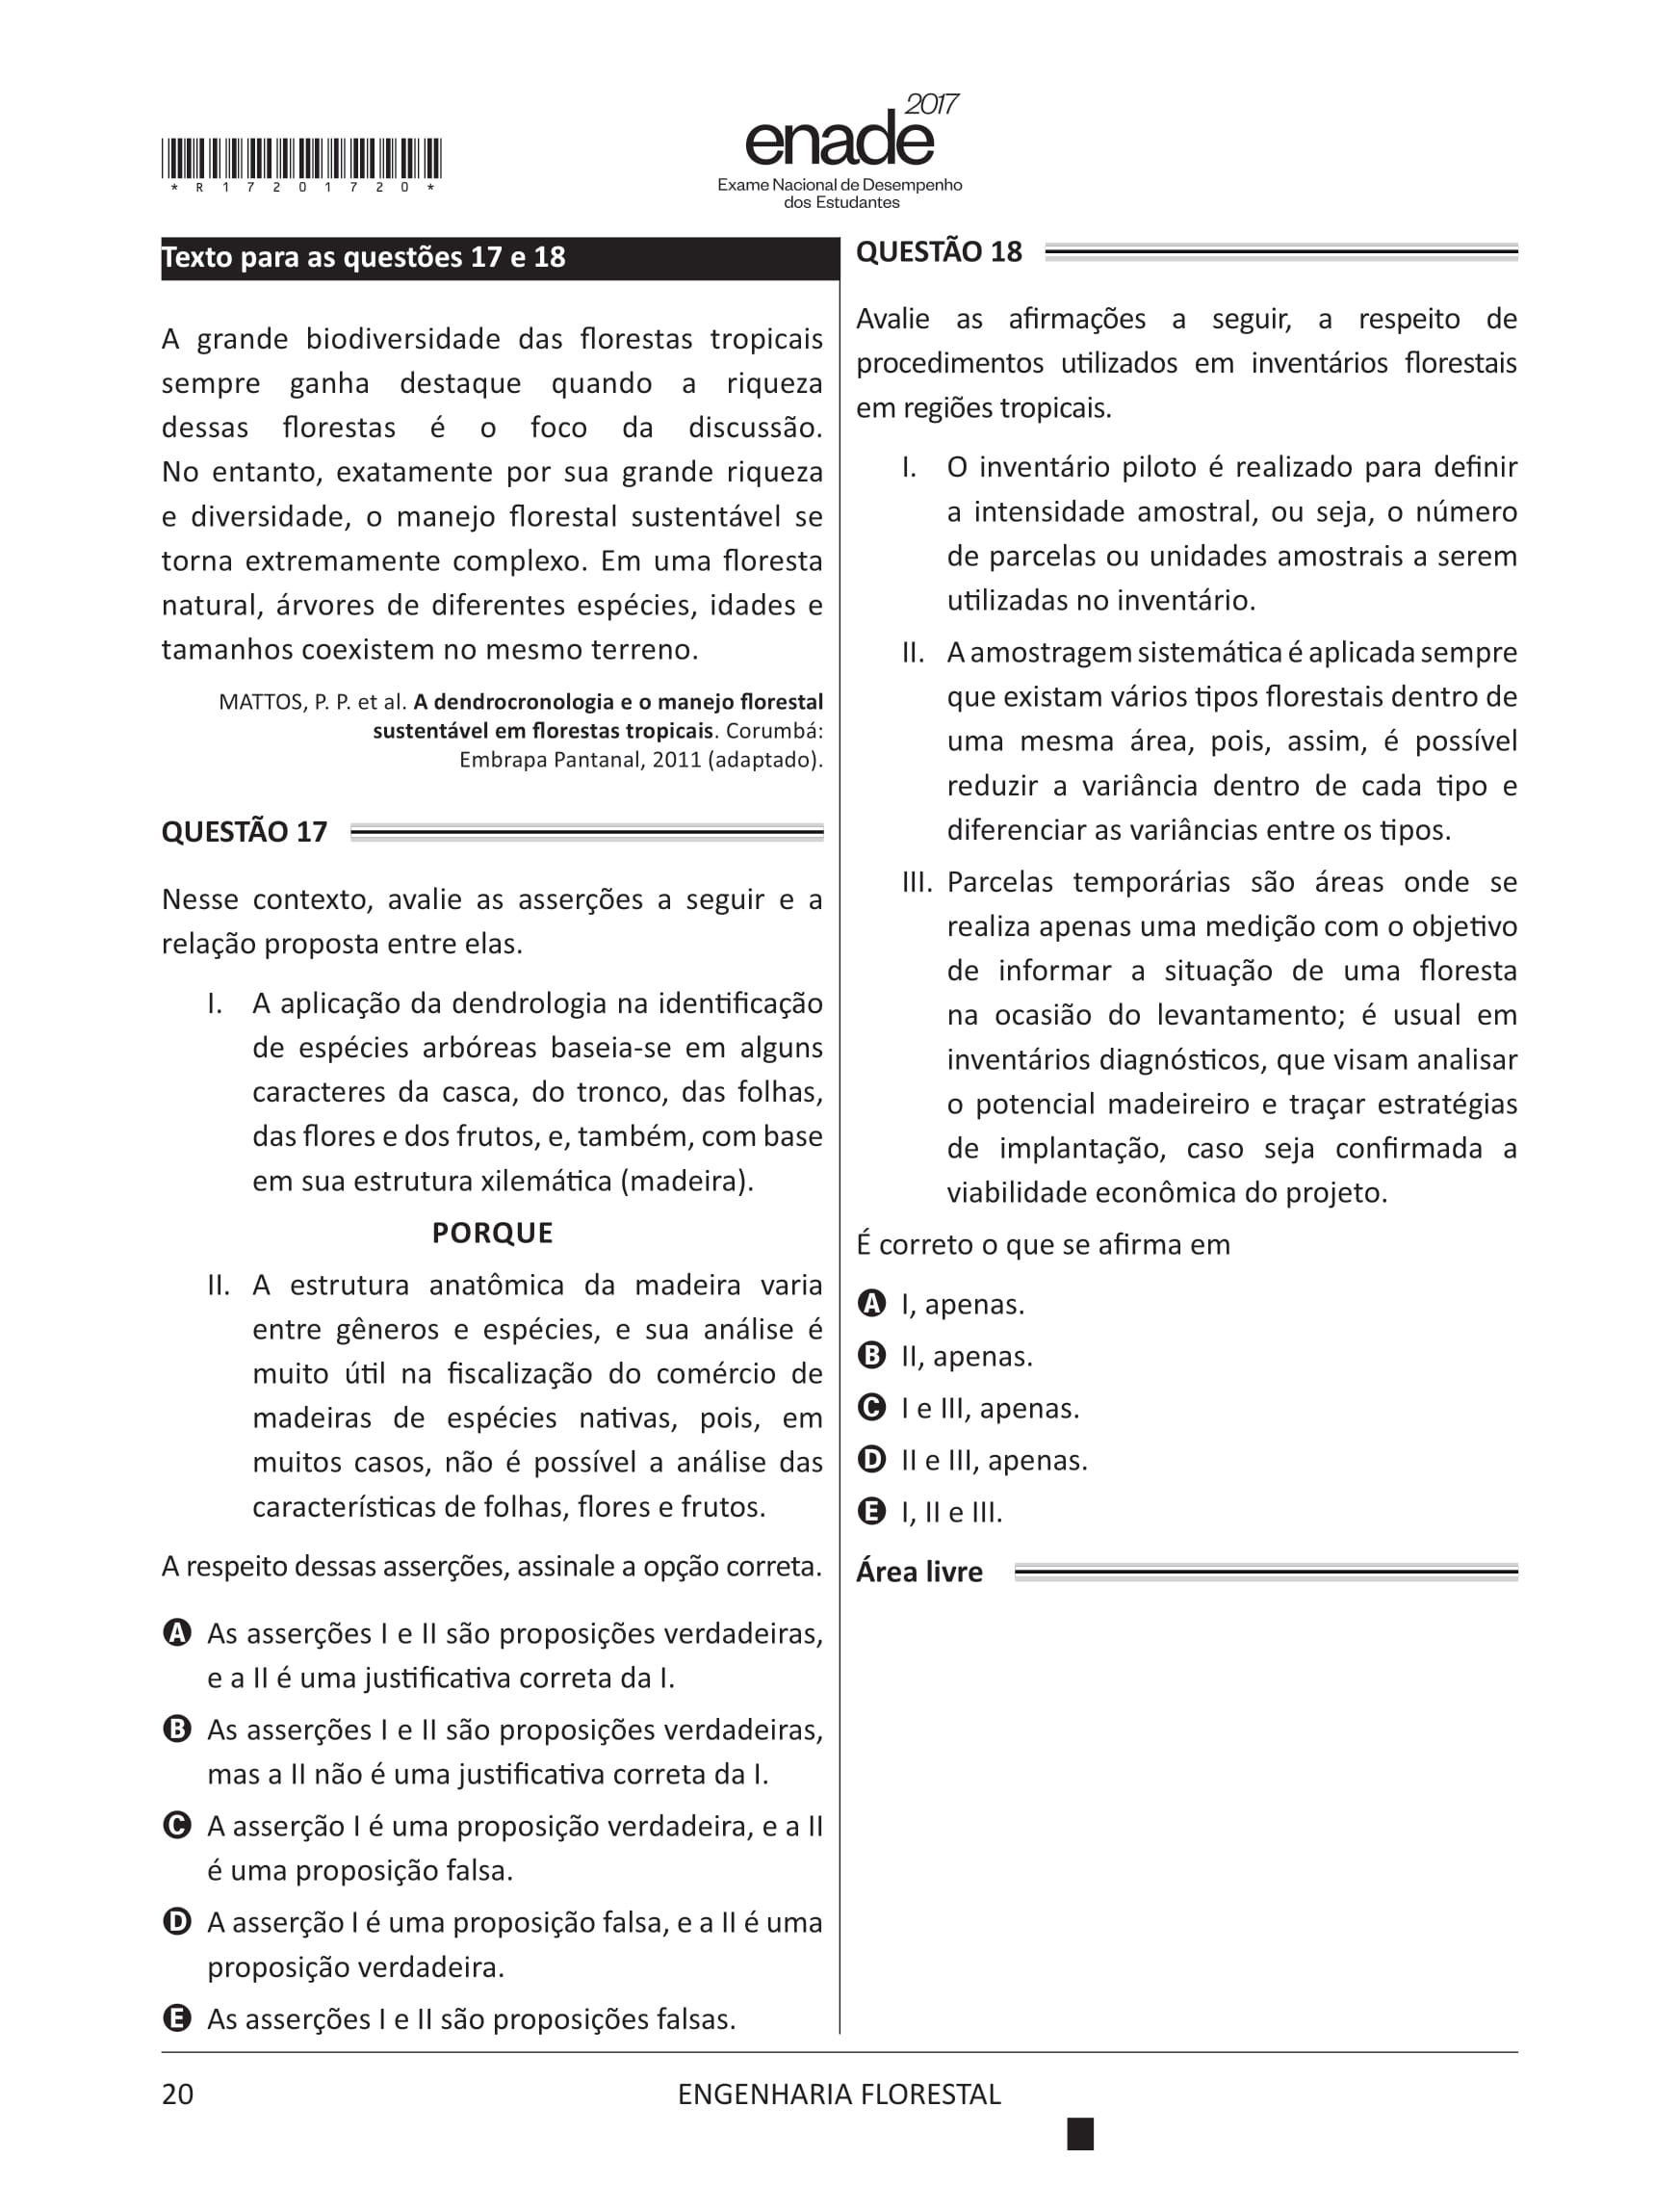 *R17201720*
enade 2017
Exame Nacional de Desempenho
dos Estudantes
Texto para as questões 17 e 18
A grande biodiversidade das florestas tropicais
sempre ganha destaque quando a riqueza
dessas florestas é o foco da discussão.
No entanto, exatamente por sua grande riqueza
e diversidade, o manejo florestal sustentável se
torna extremamente complexo. Em uma floresta
natural, árvores de diferentes espécies, idades e
tamanhos coexistem no mesmo terreno.
MATTOS, P. P. et al. A dendrocronologia e o manejo florestal
sustentável em florestas tropicais. Corumbá:
Embrapa Pantanal, 2011 (adaptado).
QUESTÃO 17
Nesse contexto, avalie as asserções a seguir e a
relação proposta entre elas.
I. A aplicação da dendrologia na identificação
de espécies arbóreas baseia-se em alguns
caracteres da casca, do tronco, das folhas,
das flores e dos frutos, e, também, com base
em sua estrutura xilemática (madeira).
PORQUE
II. A estrutura anatômica da madeira varia
entre gêneros e espécies, e sua análise é
muito útil na fiscalização do comércio de
madeiras de espécies nativas, pois, em
muitos casos, não é possível a análise das
características de folhas, flores e frutos.
A respeito dessas asserções, assinale a opção correta.
A As asserções I e II são proposições verdadeiras,
e a II é uma justificativa correta da I.
B As asserções I e II são proposições verdadeiras,
mas a II não é uma justificativa correta da I.
C A asserção I é uma proposição verdadeira, e a II
é uma proposição falsa.
D A asserção I é uma proposição falsa, e a II é uma
proposição verdadeira.
E As asserções I e II são proposições falsas.
QUESTÃO 18
Avalie as afirmações a seguir, a respeito de
procedimentos utilizados em inventários florestais
em regiões tropicais.
I. O inventário piloto é realizado para definir
a intensidade amostral, ou seja, o número
de parcelas ou unidades amostrais a serem
utilizadas no inventário.
II. A amostragem sistemática é aplicada sempre
que existam vários tipos florestais dentro de
uma mesma área, pois, assim, é possível
reduzir a variância dentro de cada tipo e
diferenciar as variâncias entre os tipos.
III. Parcelas temporárias são áreas onde se
realiza apenas uma medição com o objetivo
de informar a situação de uma floresta
na ocasião do levantamento; é usual em
inventários diagnósticos, que visam analisar
o potencial madeireiro e traçar estratégias
de implantação, caso seja confirmada a
viabilidade econômica do projeto.
É correto o que se afirma em
A I, apenas.
B II, apenas.
C I e III, apenas.
D II e III, apenas.
E I, II e III.
Área livre
20
ENGENHARIA FLORESTAL